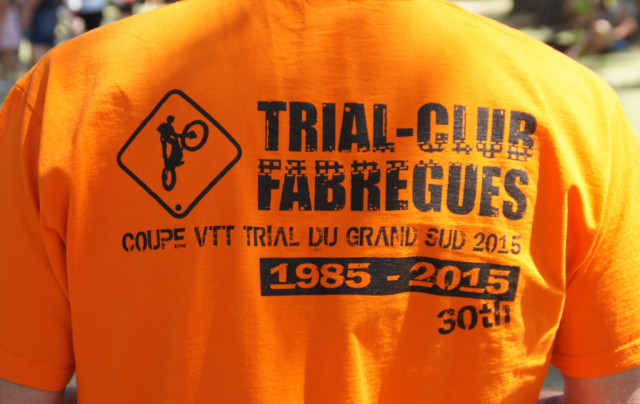 TRIAL-CLUB
FABREGUES
COUPE VTT TRIAL DU GRAND SUD 2015
1985 - 2015
30th